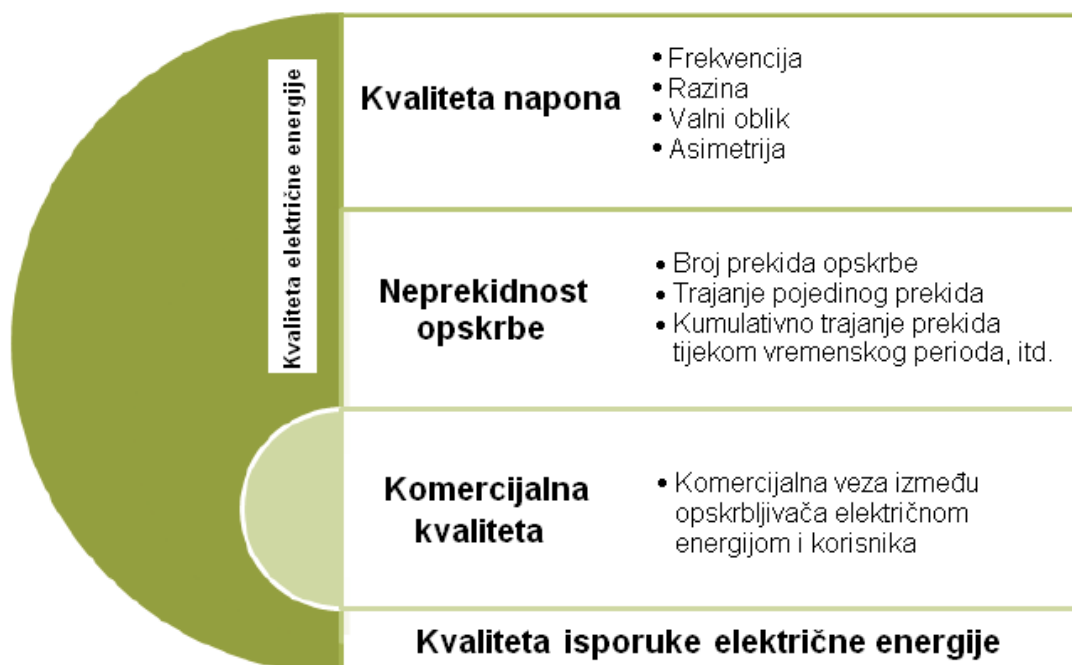 Kvaliteta električne energije
Kvaliteta napona
• Frekvencija
• Razina
• Valni oblik
• Asimetrija
Neprekidnost
opskrbe
• Broj prekida opskrbe
• Trajanje pojedinog prekida
• Kumulativno trajanje prekida
tijekom vremenskog perioda, itd.
Komercijalna
kvaliteta
• Komercijalna veza između
opskrbljivača električnom
energijom i korisnika
Kvaliteta isporuke električne energije